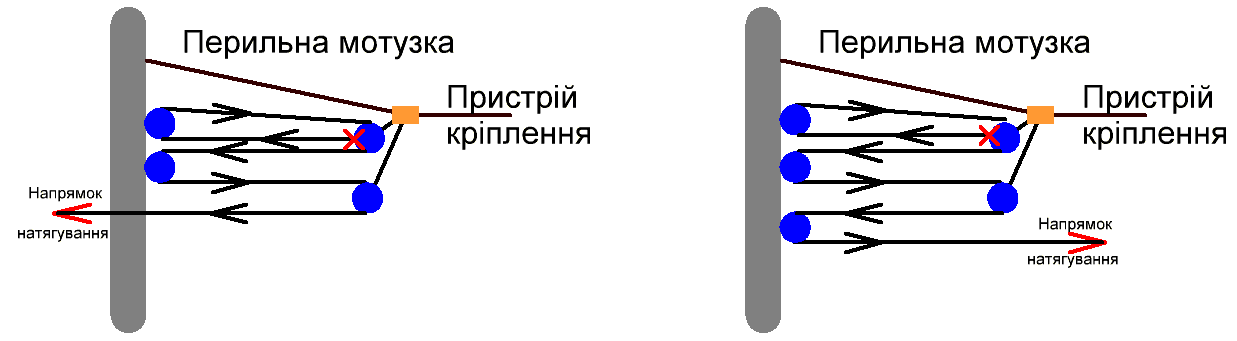 Перильна мотузка
Пристрій
кріплення
Напрямок
натягування
Перильна мотузка
Пристрій
кріплення
Напрямок
натягування